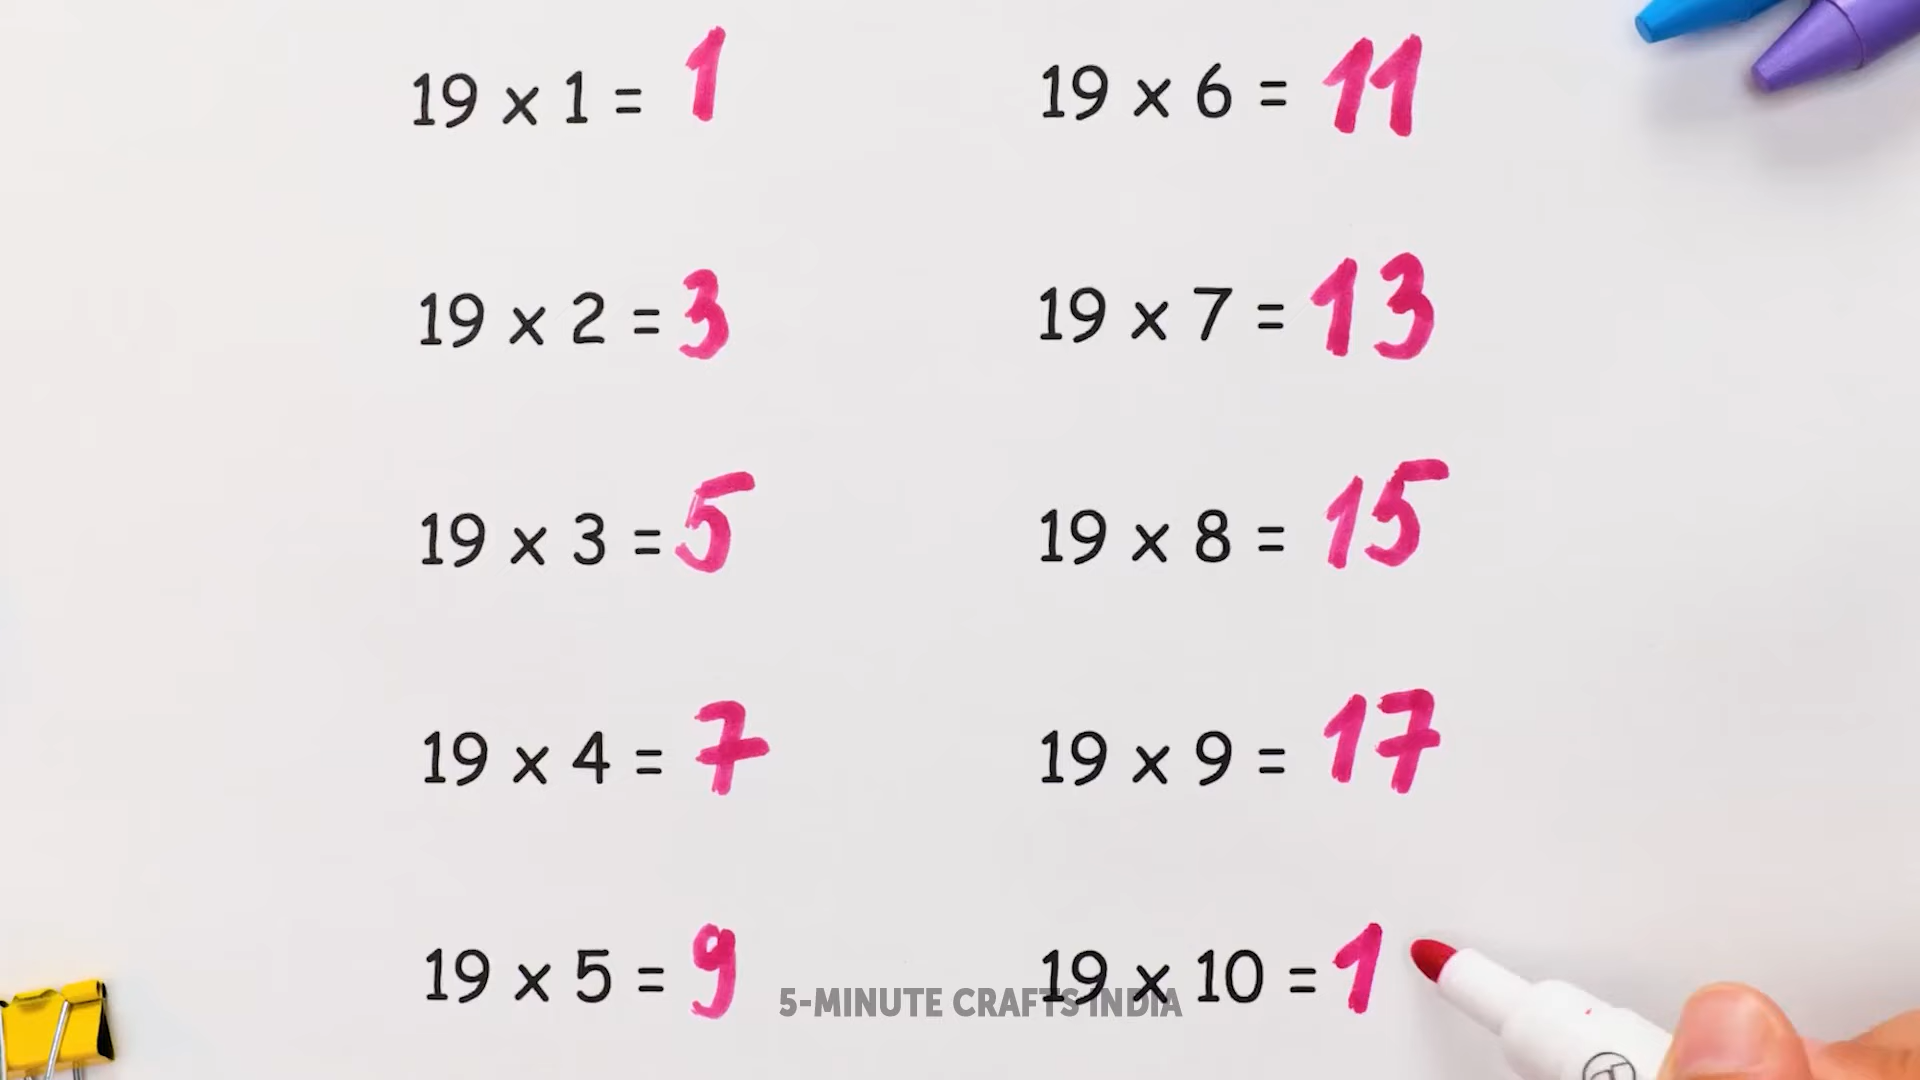 19 x 1 = 1
19 x 2 = 3
19 x 3 = 5
19 x 4 = 7
19 x 5 = 9
19 x 6 = 11
19 x 7 = 13
19 x 8 = 15
19 x 9 = 17
19 x 10 = 1
5-MINUTE CRAFTS INDIA